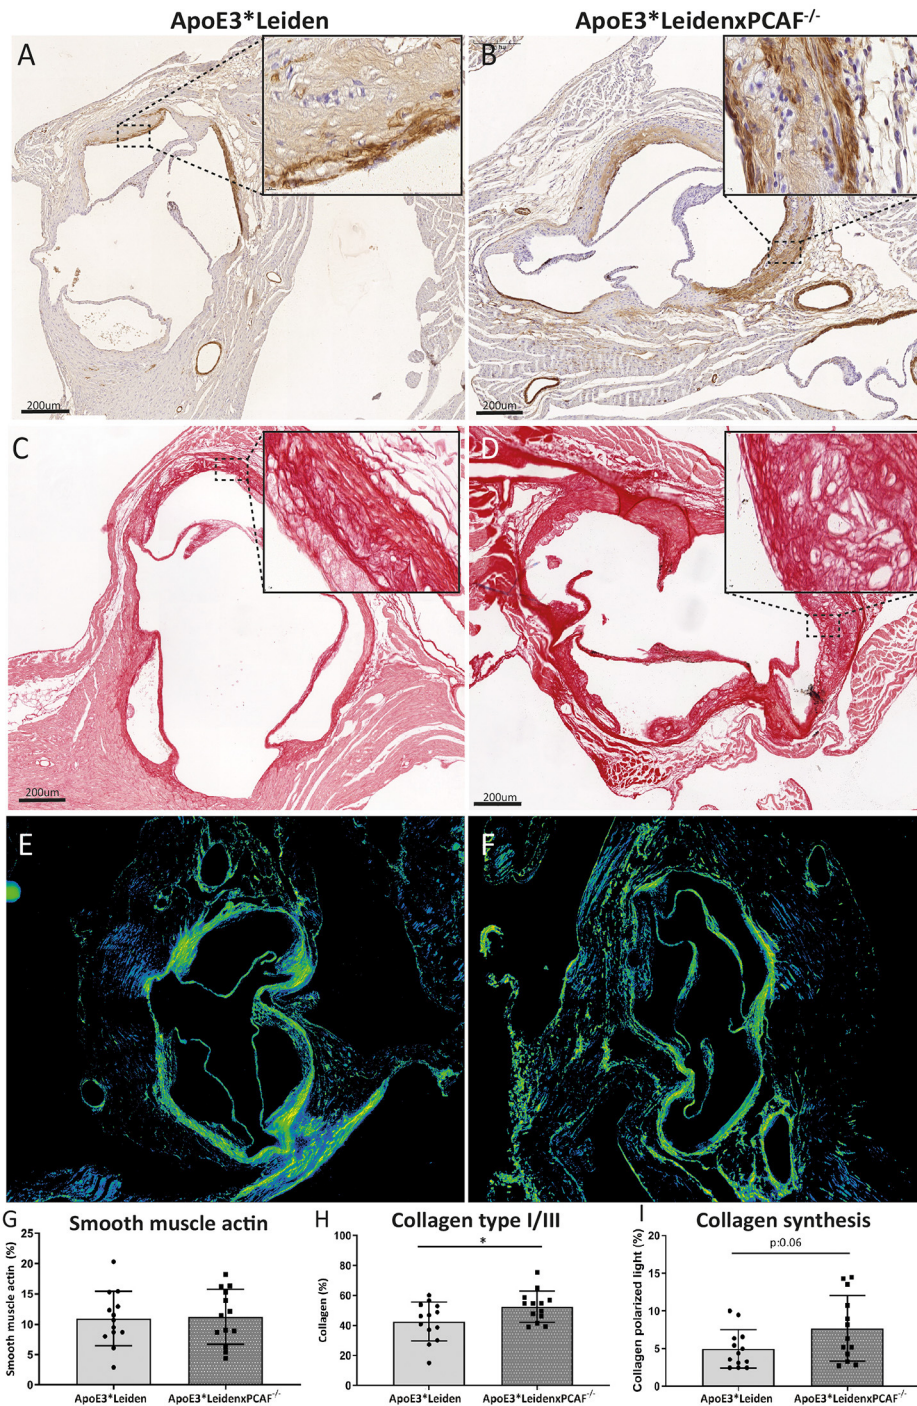 ApoE3*Leiden
ApoE3*LeidenxPCAF-/-
A
B
200um
200um
C
D
200um
200um
E
F
G
Smooth muscle actin
Smooth muscle actin (%)
25
20
15
10
5
0
ApoE3*Leiden
ApoE3*LeidenxPCAF-/-
H
Collagen type I/III
*
Collagen (%)
100
80
60
40
20
0
ApoE3*Leiden
ApoE3*LeidenxPCAF-/-
I
Collagen synthesis
p:0.06
Collagen polarized light (%)
20
15
10
5
0
ApoE3*Leiden
ApoE3*LeidenxPCAF-/-